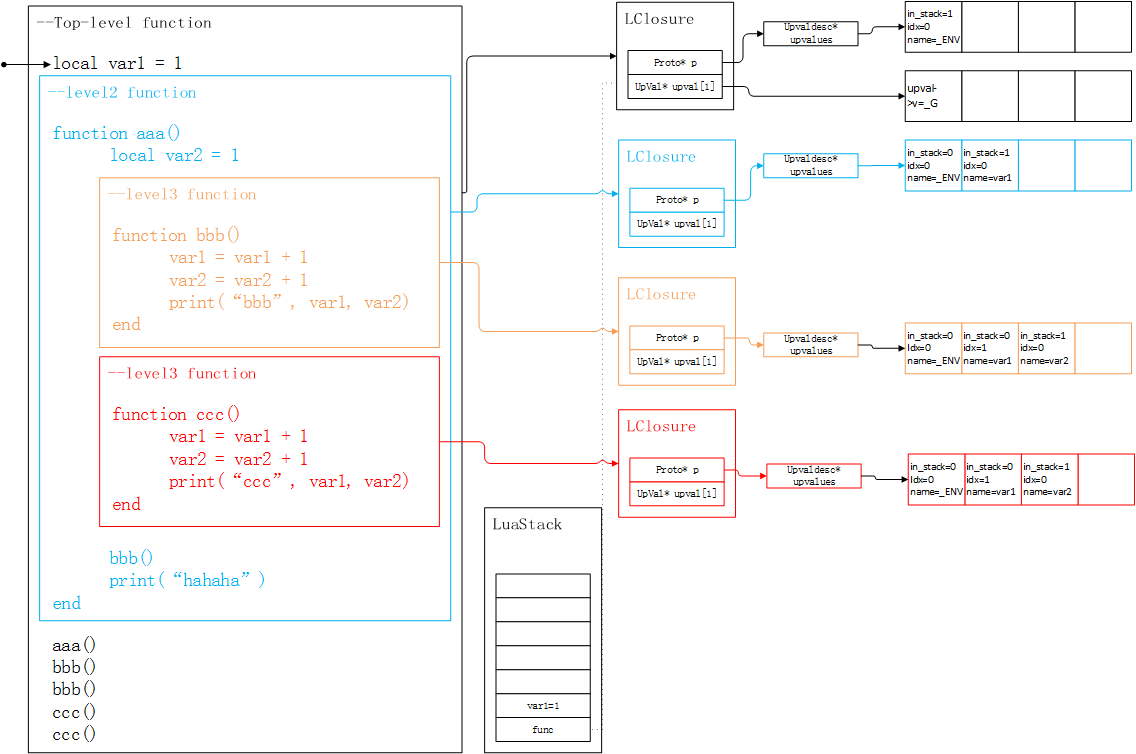 --Top-level function
local var1 = 1
--level2 function
function aaa()
local var2 = 1
--level3 function
function bbb()
var1 = var1 + 1
var2 = var2 + 1
print(“bbb”, var1, var2)
end
--level3 function
function ccc()
var1 = var1 + 1
var2 = var2 + 1
print(“ccc”, var1, var2)
end
bbb()
print(“hahaha”)
end
aaa()
bbb()
bbb()
ccc()
ccc()
LuaStack
var1=1
func
LClosure
Proto* p
UpVal* upval[1]
Upvaldesc*
upvalues
in_stack=1
idx=0
name=_ENV
upval-
>v=_G
LClosure
Proto* p
UpVal* upval[1]
Upvaldesc*
upvalues
in_stack=0
idx=0
name=_ENV
in_stack=1
idx=0
name=var1
LClosure
Proto* p
UpVal* upval[1]
Upvaldesc*
upvalues
in_stack=0
Idx=0
name=_ENV
in_stack=0
idx=1
name=var1
in_stack=1
idx=0
name=var2
LClosure
Proto* p
UpVal* upval[1]
Upvaldesc*
upvalues
in_stack=0
Idx=0
name=_ENV
in_stack=0
idx=1
name=var1
in_stack=1
idx=0
name=var2